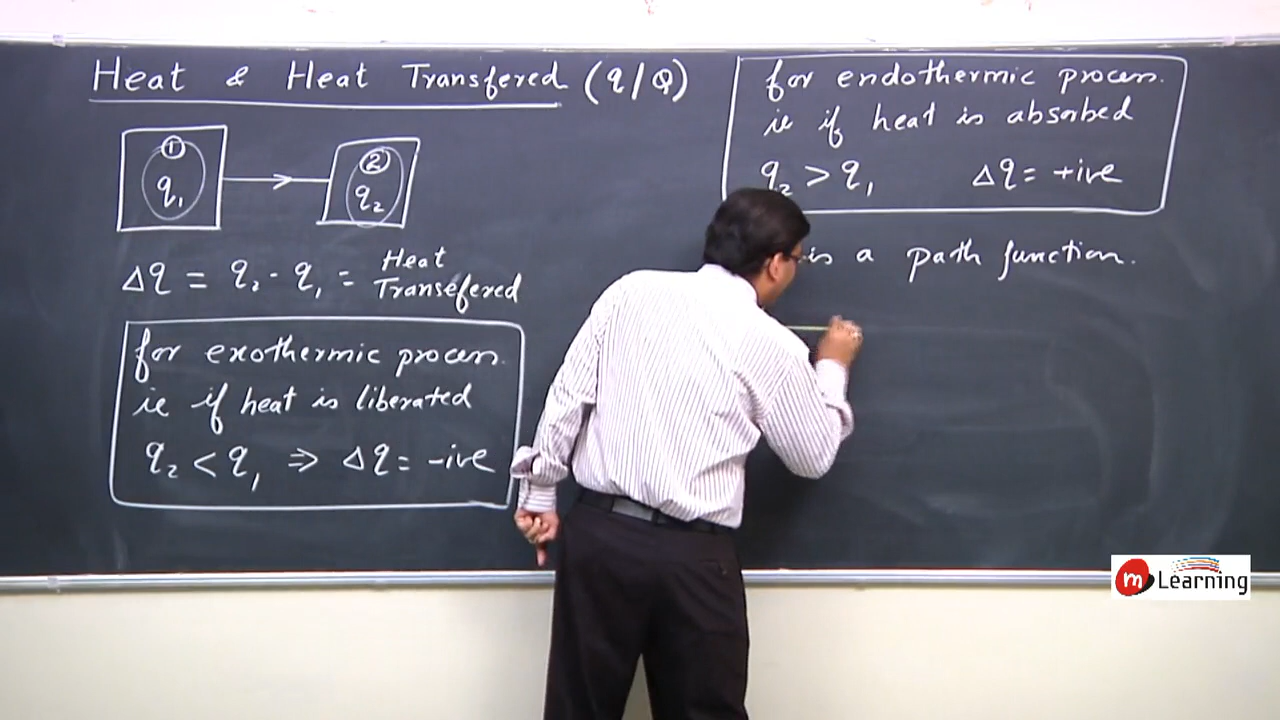 Heat & Heat Transfered (q/Q)
① q₁
② q₂
Δq = q₂ - q₁ = Heat Transefered
for exothermic process.
ie if heat is liberated
q₂ < q₁ ⇒ Δq = -ive
for endothermic process.
ie if heat is absorbed
q₂ > q₁ Δq = +ive
is a path function.
m Learning